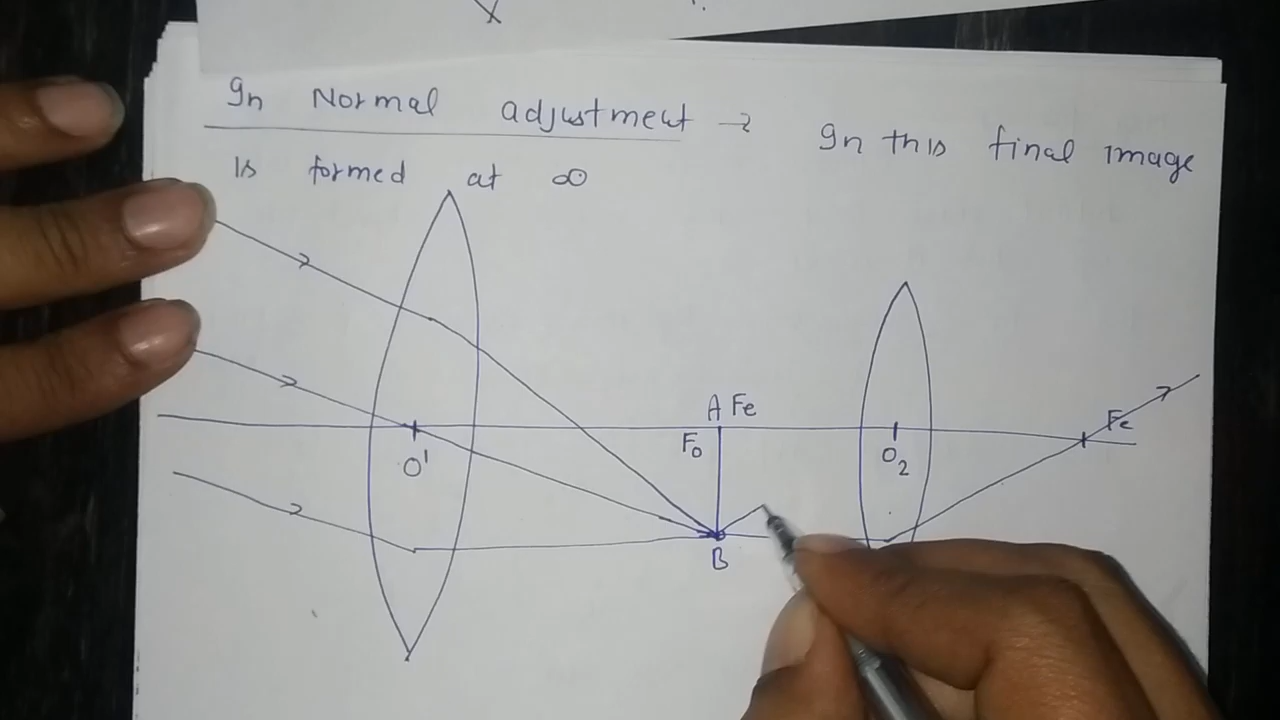 In Normal adjustment → In this final image
Is formed at ∞
A Fe
Fo
Fe
O'
O2
B